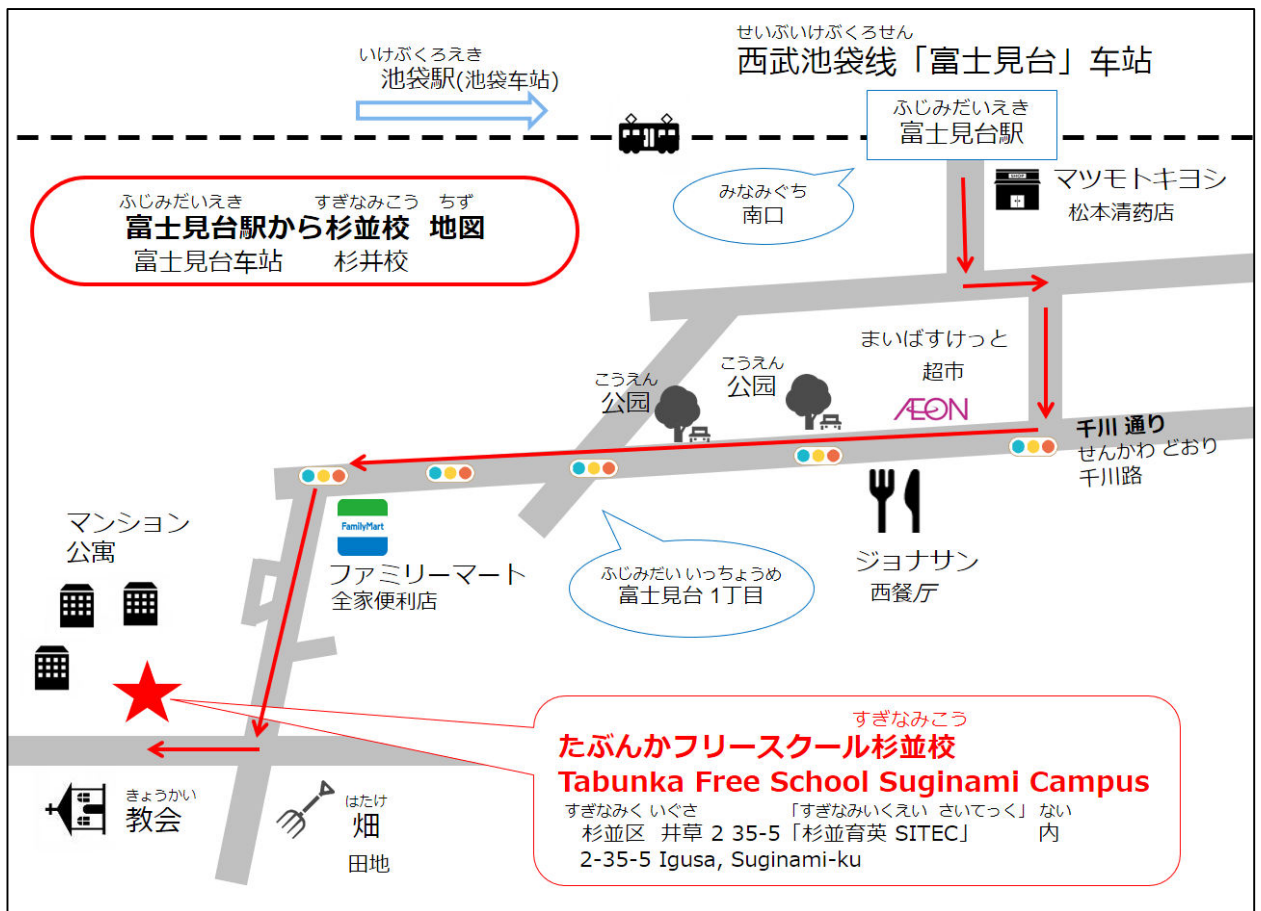 せいぶいけぶくろせん
西武池袋线「富士見台」车站
いけぶくろえき
池袋駅(池袋车站)
ふじみだいえき
富士見台駅
みなみぐち
南口
SHOP
マツモトキヨシ
松本清药店
ふじみだいえき すぎなみこう ちず
富士見台駅から杉並校 地図
富士見台车站 杉井校
まいばすけっと
超市
AEON
こうえん
公园
こうえん
公园
千川 通り
せんかわ どおり
千川路
マンション
公寓
FamilyMart
ファミリーマート
全家便利店
ふじみだい いっちょうめ
富士見台 1丁目
ジョナサン
西餐厅
すぎなみこう
たぶんかフリースクール杉並校
Tabunka Free School Suginami Campus
すぎなみく いぐさ 「すぎなみいくえい さいてっく」 ない
杉並区 井草 2 35-5「杉並育英 SITEC」 内
2-35-5 Igusa, Suginami-ku
きょうかい
教会
はたけ
畑
田地